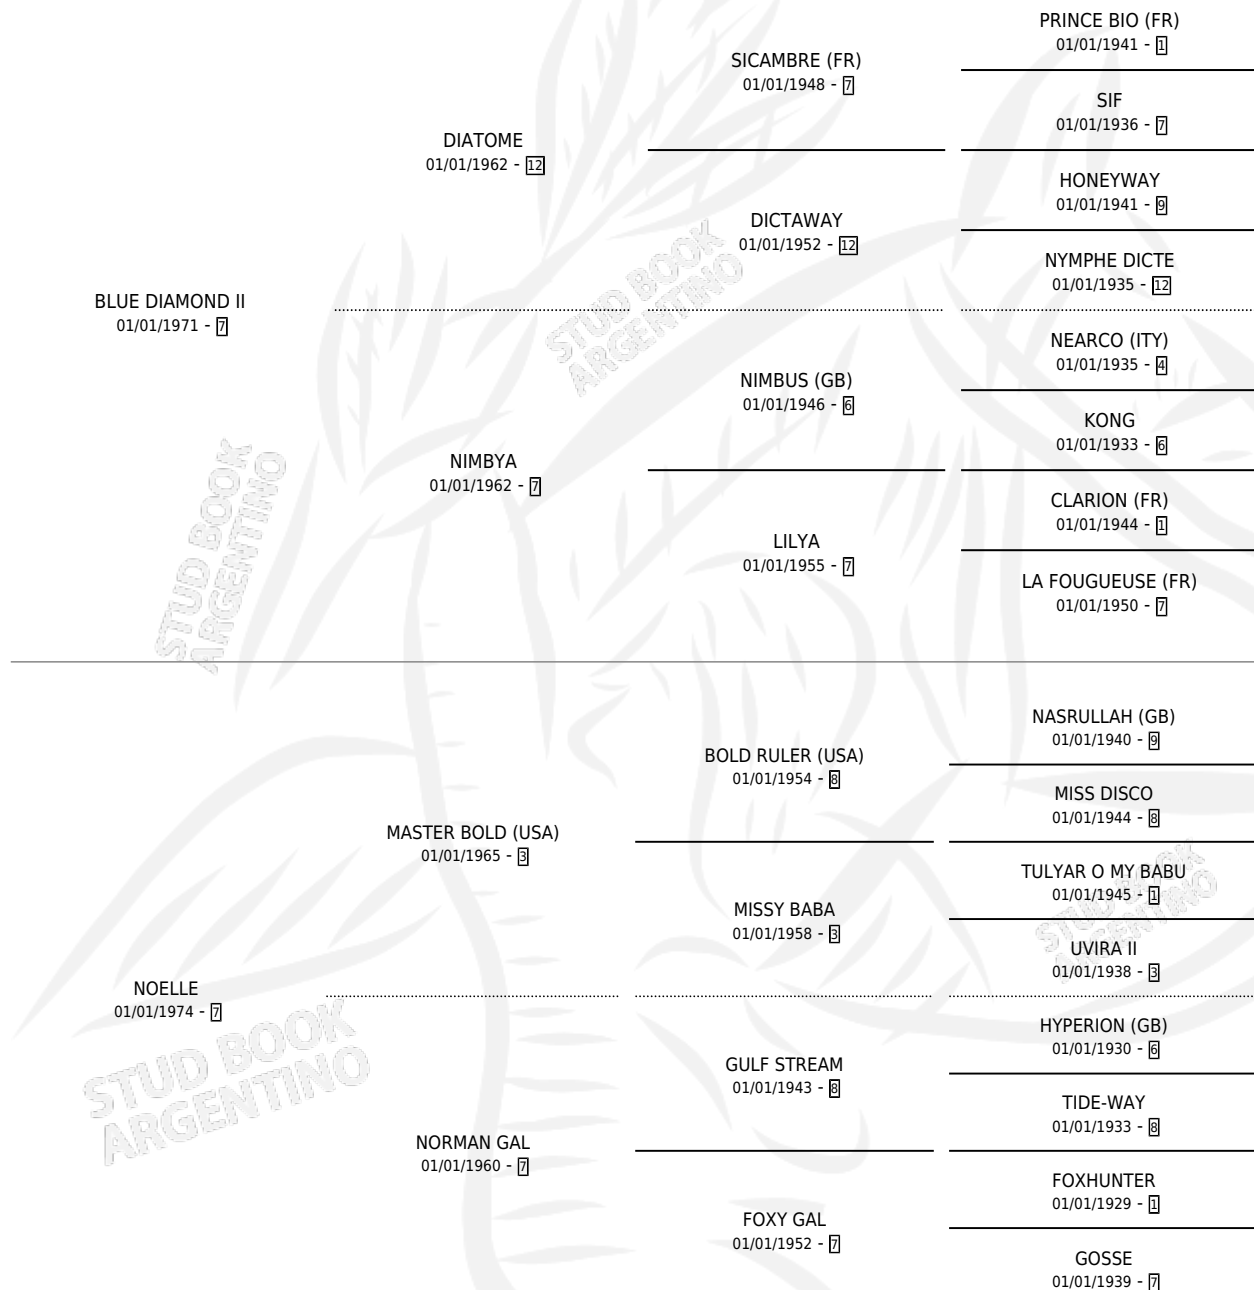 PRINCE BIO (FR)
01/01/1941 - 1
SICAMBRE (FR)
01/01/1948 - 7
SIF
01/01/1936 - 7
DIATOME
01/01/1962 - 12
HONEYWAY
01/01/1941 - 9
DICTAWAY
01/01/1952 - 12
NYMPHE DICTE
01/01/1935 - 12
BLUE DIAMOND II
01/01/1971 - 7
NEARCO (ITY)
01/01/1935 - 4
NIMBUS (GB)
01/01/1946 - 6
KONG
01/01/1933 - 6
NIMBYA
01/01/1962 - 7
CLARION (FR)
01/01/1944 - 1
LILYA
01/01/1955 - 7
LA FOUGUEUSE (FR)
01/01/1950 - 7
NASRULLAH (GB)
01/01/1940 - 9
BOLD RULER (USA)
01/01/1954 - 8
MISS DISCO
01/01/1944 - 8
MASTER BOLD (USA)
01/01/1965 - 3
TULYAR O MY BABU
01/01/1945 - 1
MISSY BABA
01/01/1958 - 3
UVIRA II
01/01/1938 - 3
NOELLE
01/01/1974 - 7
HYPERION (GB)
01/01/1930 - 6
GULF STREAM
01/01/1943 - 8
TIDE-WAY
01/01/1933 - 8
NORMAN GAL
01/01/1960 - 7
FOXHUNTER
01/01/1929 - 1
FOXY GAL
01/01/1952 - 7
GOSSE
01/01/1939 - 7
STUD BOOK
ARGENTINO
STUD BOOK
ARGENTINO
STUD BOOK
ARGENTINO
STUD BOOK
ARGENTINO